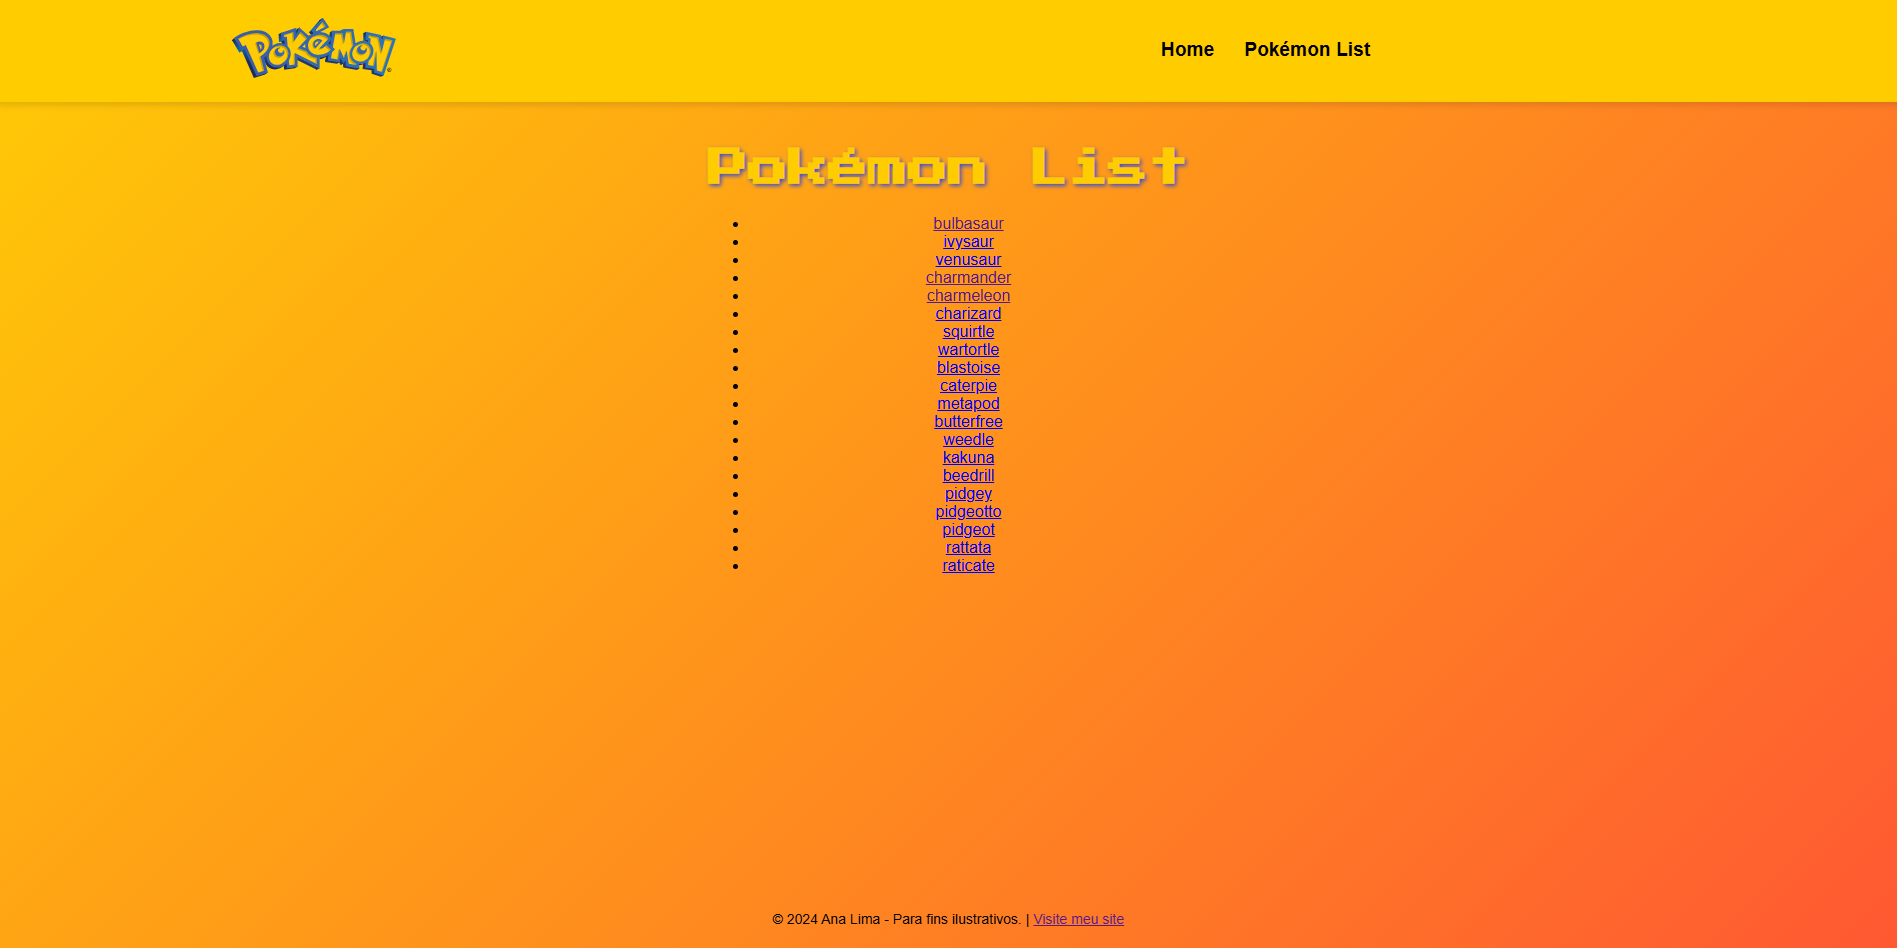 Pokémon
Home Pokémon List
Pokémon List
bulbasaur
ivysaur
venusaur
charmander
charmeleon
charizard
squirtle
wartortle
blastoise
caterpie
metapod
butterfree
weedle
kakuna
beedrill
pidgey
pidgeotto
pidgeot
rattata
raticate
© 2024 Ana Lima - Para fins ilustrativos. | Visite meu site